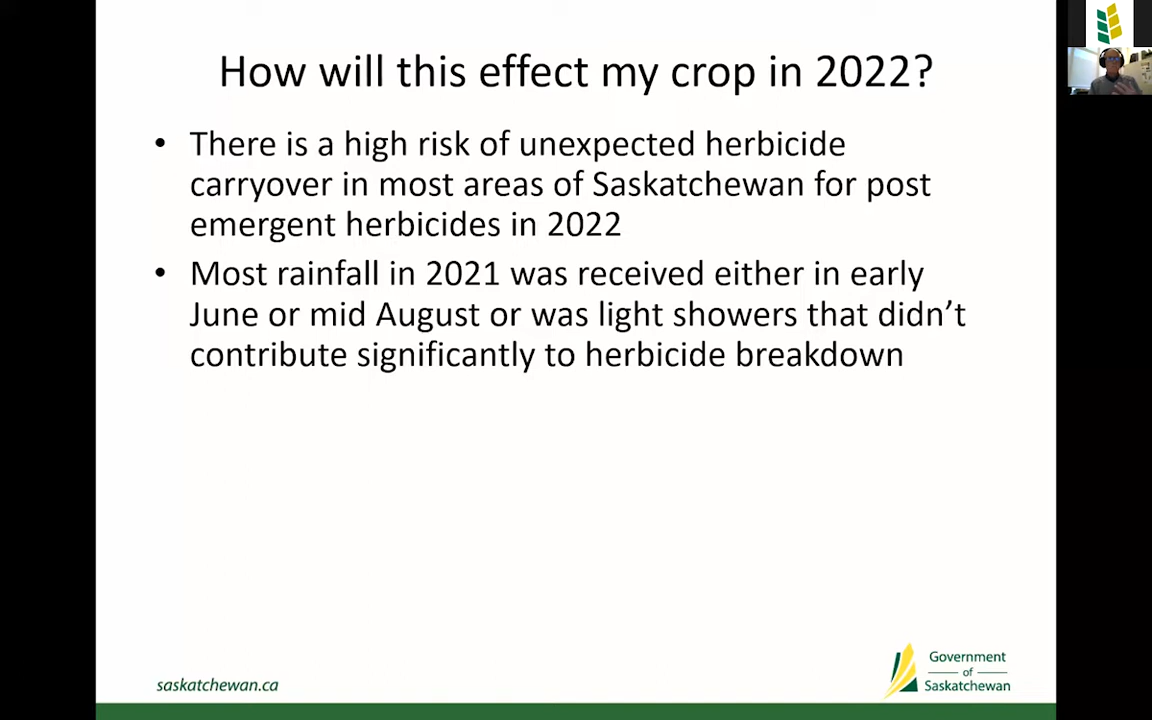 How will this effect my crop in 2022?
• There is a high risk of unexpected herbicide
carryover in most areas of Saskatchewan for post
emergent herbicides in 2022
• Most rainfall in 2021 was received either in early
June or mid August or was light showers that didn't
contribute significantly to herbicide breakdown
saskatchewan.ca
Government
of
Saskatchewan